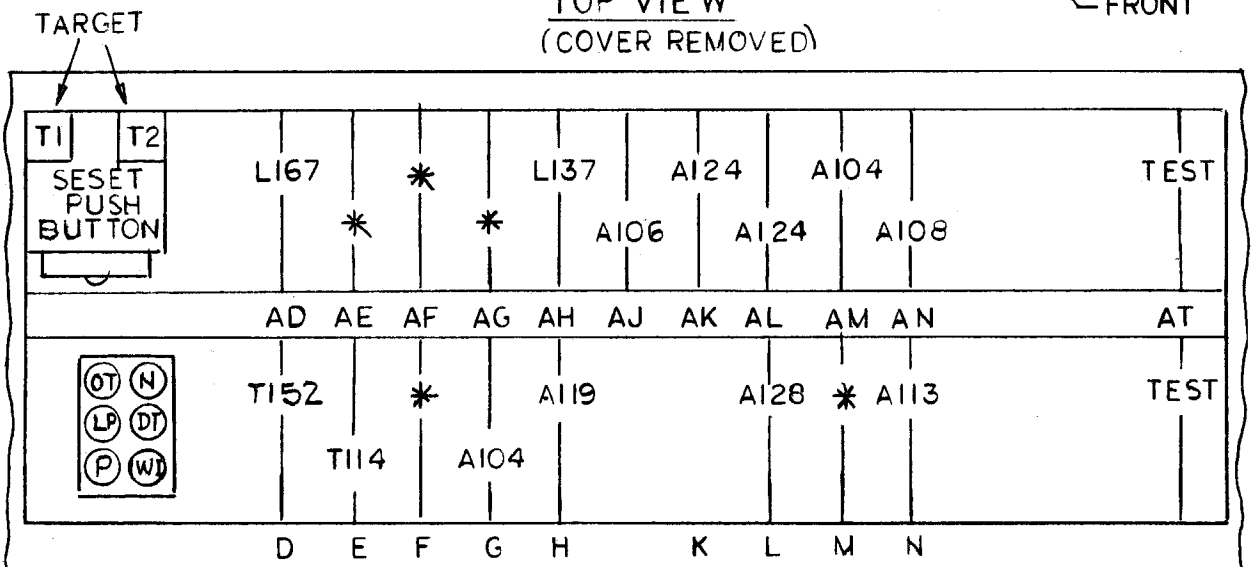 TOP VIEW
(COVER REMOVED)
FRONT
TARGET
T1 T2
SESET
PUSH
BUTTON
L167 * * * L137 A124 A104 TEST
A106 A124 A108
AD AE AF AG AH AJ AK AL AM AN AT
OT N
LP DT
P WI
T152 * A119 A128 * A113 TEST
T114 A104
D E F G H K L M N